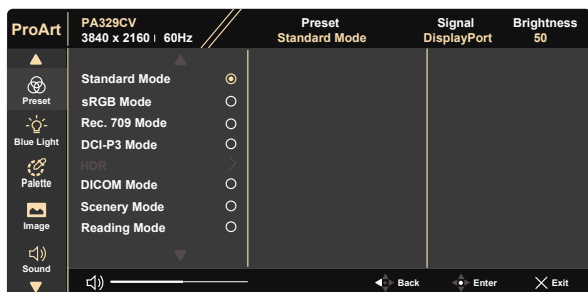 ProArt
PA329CV
3840 x 2160 60Hz
Preset
Standard Mode
Signal
DisplayPort
Brightness
50
Preset
Blue Light
Palette
Image
Sound
Standard Mode
sRGB Mode
Rec. 709 Mode
DCI-P3 Mode
HDR
DICOM Mode
Scenery Mode
Reading Mode
Back
Enter
Exit